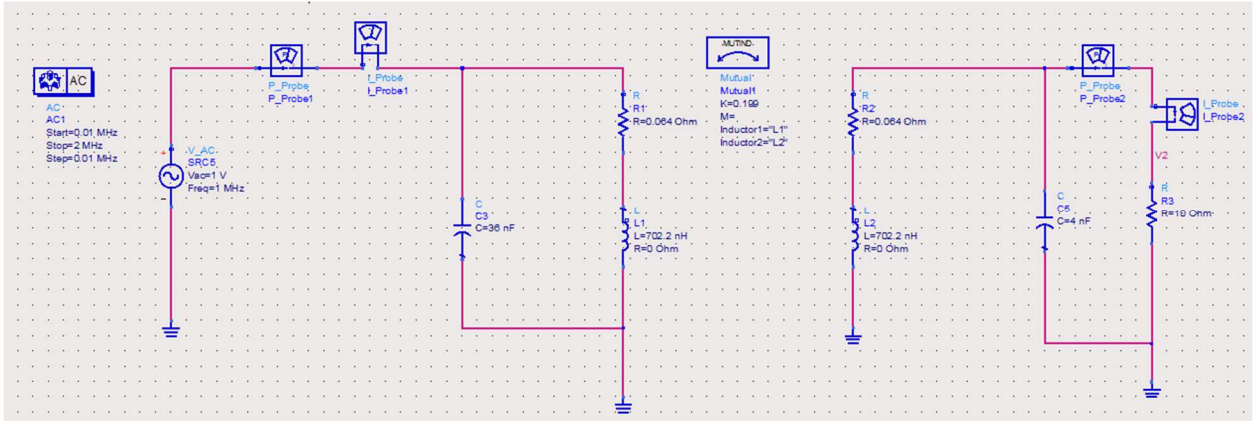 AC
AC
AC1
Start=0.01 MHz
Stop=2 MHz
Step=0.01 MHz
V_AC
SRC5
Vac=1 V
Freq=1 MHz
P_Probe
P_Probe1
I_Probe
I_Probe1
C
C3
C=36 nF
R
R1
R=0.064 Ohm
L
L1
L=702.2 nH
R=0 Ohm
MUTIND
Mutual
Mutual1
K=0.199
M=
Inductor1="L1"
Inductor2="L2"
R
R2
R=0.064 Ohm
L
L2
L=702.2 nH
R=0 Ohm
P_Probe
P_Probe2
I_Probe
I_Probe2
V2
C
C5
C=4 nF
R
R3
R=10 Ohm